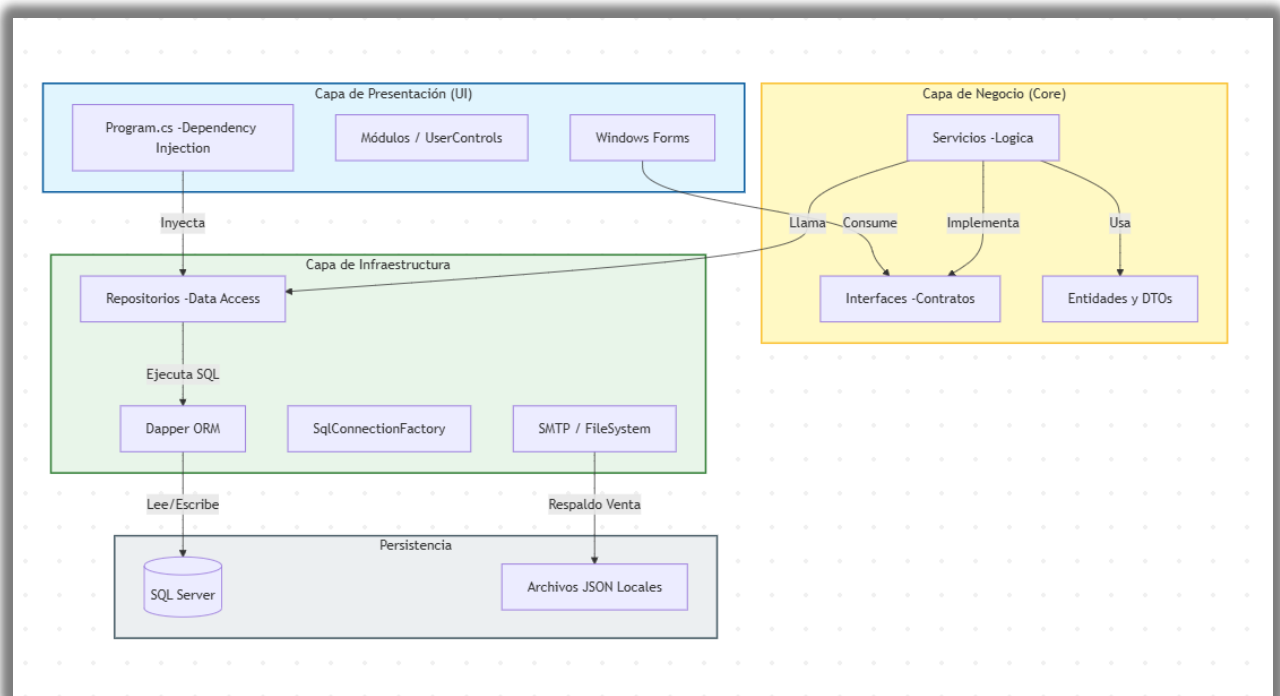 Capa de Presentación (UI)
Program.cs -Dependency
Injection
Módulos / UserControls
Windows Forms
Capa de Negocio (Core)
Servicios -Logica
Inyecta
Llama
Consume
Implementa
Usa
Capa de Infraestructura
Repositorios -Data Access
Interfaces -Contratos
Entidades y DTOs
Ejecuta SQL
Dapper ORM
SqlConnectionFactory
SMTP / FileSystem
Lee/Escribe
Respaldo Venta
Persistencia
SQL Server
Archivos JSON Locales